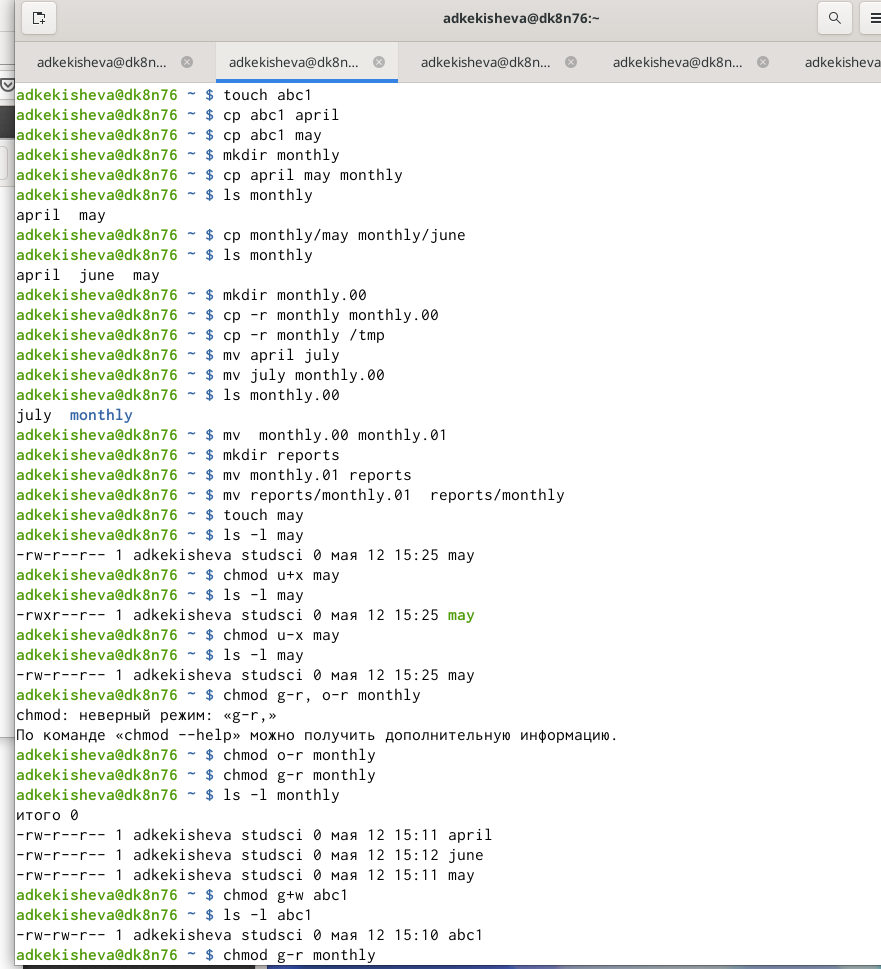 adkekisheva@dk8n76:~
adkekisheva@dk8n... adkekisheva@dk8n... adkekisheva@dk8n... adkekisheva@dk8n... adkekisheva
adkekisheva@dk8n76 ~ $ touch abc1
adkekisheva@dk8n76 ~ $ cp abc1 april
adkekisheva@dk8n76 ~ $ cp abc1 may
adkekisheva@dk8n76 ~ $ mkdir monthly
adkekisheva@dk8n76 ~ $ cp april may monthly
adkekisheva@dk8n76 ~ $ ls monthly
april  may
adkekisheva@dk8n76 ~ $ cp monthly/may monthly/june
adkekisheva@dk8n76 ~ $ ls monthly
april  june  may
adkekisheva@dk8n76 ~ $ mkdir monthly.00
adkekisheva@dk8n76 ~ $ cp -r monthly monthly.00
adkekisheva@dk8n76 ~ $ cp -r monthly /tmp
adkekisheva@dk8n76 ~ $ mv april july
adkekisheva@dk8n76 ~ $ mv july monthly.00
adkekisheva@dk8n76 ~ $ ls monthly.00
july  monthly
adkekisheva@dk8n76 ~ $ mv  monthly.00 monthly.01
adkekisheva@dk8n76 ~ $ mkdir reports
adkekisheva@dk8n76 ~ $ mv monthly.01 reports
adkekisheva@dk8n76 ~ $ mv reports/monthly.01  reports/monthly
adkekisheva@dk8n76 ~ $ touch may
adkekisheva@dk8n76 ~ $ ls -l may
-rw-r--r-- 1 adkekisheva studsci 0 мая 12 15:25 may
adkekisheva@dk8n76 ~ $ chmod u+x may
adkekisheva@dk8n76 ~ $ ls -l may
-rwxr--r-- 1 adkekisheva studsci 0 мая 12 15:25 may
adkekisheva@dk8n76 ~ $ chmod u-x may
adkekisheva@dk8n76 ~ $ ls -l may
-rw-r--r-- 1 adkekisheva studsci 0 мая 12 15:25 may
adkekisheva@dk8n76 ~ $ chmod g-r, o-r monthly
chmod: неверный режим: «g-r,»
По команде «chmod --help» можно получить дополнительную информацию.
adkekisheva@dk8n76 ~ $ chmod o-r monthly
adkekisheva@dk8n76 ~ $ chmod g-r monthly
adkekisheva@dk8n76 ~ $ ls -l monthly
итого 0
-rw-r--r-- 1 adkekisheva studsci 0 мая 12 15:11 april
-rw-r--r-- 1 adkekisheva studsci 0 мая 12 15:12 june
-rw-r--r-- 1 adkekisheva studsci 0 мая 12 15:11 may
adkekisheva@dk8n76 ~ $ chmod g+w abc1
adkekisheva@dk8n76 ~ $ ls -l abc1
-rw-rw-r-- 1 adkekisheva studsci 0 мая 12 15:10 abc1
adkekisheva@dk8n76 ~ $ chmod g-r monthly